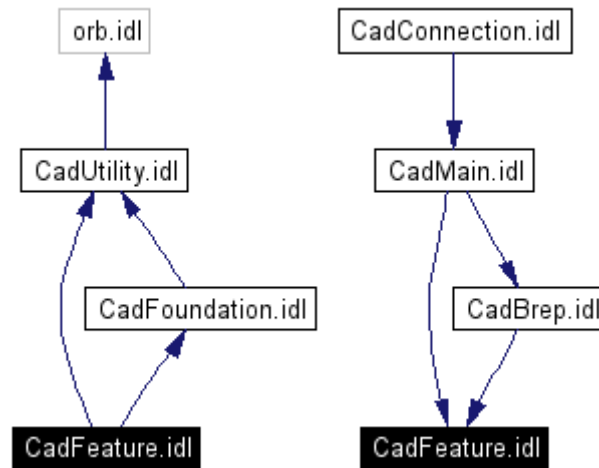 orb.idl
CadConnection.idl
CadUtility.idl
CadMain.idl
CadFoundation.idl
CadBrep.idl
CadFeature.idl
CadFeature.idl